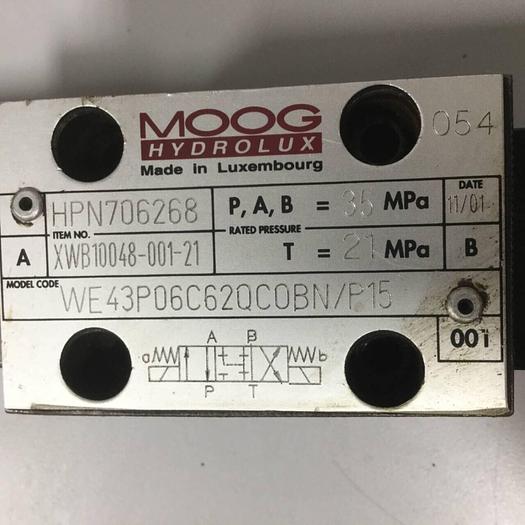 MOOG
HYDROLUX
Made in Luxembourg
054
HPN706268
P, A, B = 35 MPa
DATE
11/01
ITEM NO.
RATED PRESSURE
A
XWB10048-001-21
T = 21 MPa
B
MODEL CODE
WE43P06C62QC0BN/P15
00i
A B
a b
P T